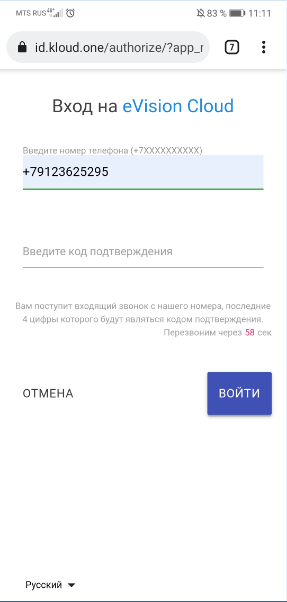 MTS RUS 83 % 11:11
id.kloud.one/authorize/?app_r 7
Вход на eVision Cloud
Введите номер телефона (+7XXXXXXXXXX)
+79123625295
Введите код подтверждения
Вам поступит входящий звонок с нашего номера, последние
4 цифры которого будут являться кодом подтверждения.
Перезвоним через 58 сек
ОТМЕНА ВОЙТИ
Русский